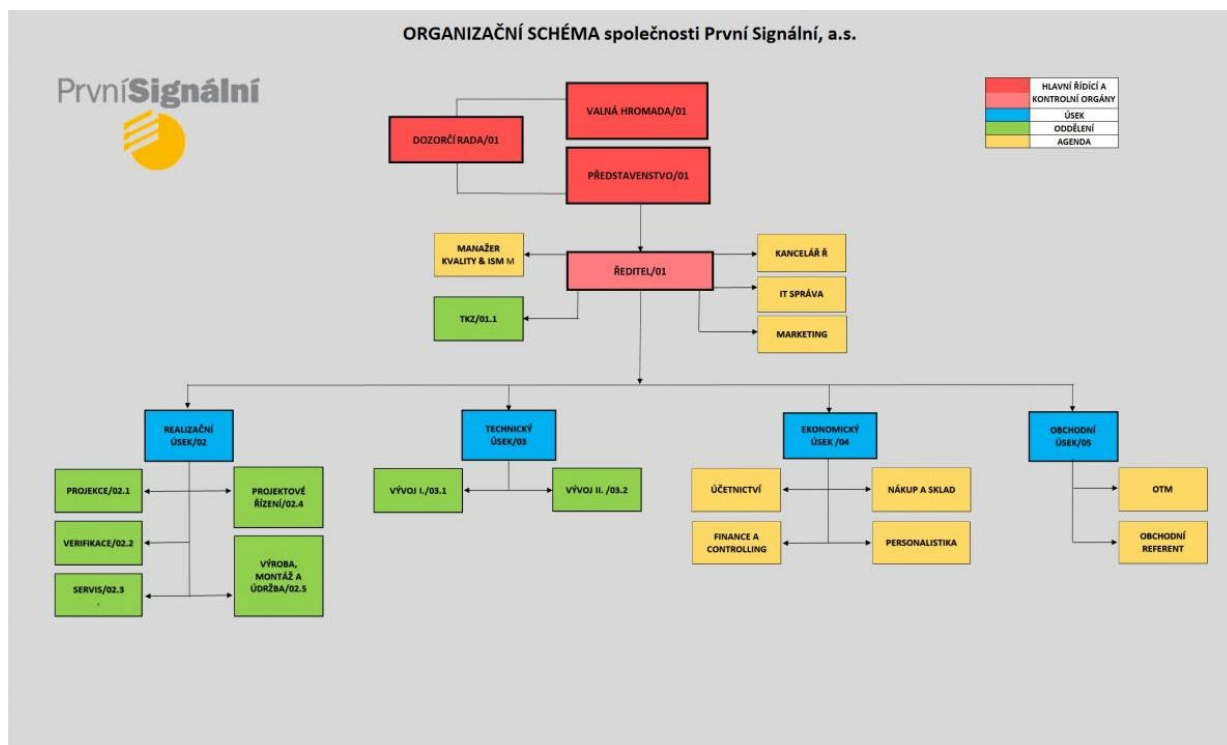 ORGANIZAČNÍ SCHÉMA společnosti První Signální, a.s.
PrvníSignální
HLAVNÍ ŘÍDÍCÍ A
KONTROLNÍ ORGÁNY
ÚSEK
ODDĚLENÍ
AGENDA
VALNÁ HROMADA/01
DOZORČÍ RADA/01
PŘEDSTAVENSTVO/01
MANAŽER
KVALITY & ISM M
ŘEDITEL/01
KANCELÁŘ Ř
IT SPRÁVA
TKZ/01.1
MARKETING
REALIZAČNÍ
ÚSEK/02
TECHNICKÝ
ÚSEK/03
EKONOMICKÝ
ÚSEK /04
OBCHODNÍ
ÚSEK/05
PROJEKCE/02.1
PROJEKTOVÉ
ŘÍZENÍ/02.4
VERIFIKACE/02.2
VÝROBA,
MONTÁŽ A
ÚDRŽBA/02.5
SERVIS/02.3
.
VÝVOJ I./03.1
VÝVOJ II. /03.2
ÚČETNICTVÍ
NÁKUP A SKLAD
FINANCE A
CONTROLLING
PERSONALISTIKA
OTM
OBCHODNÍ
REFERENT